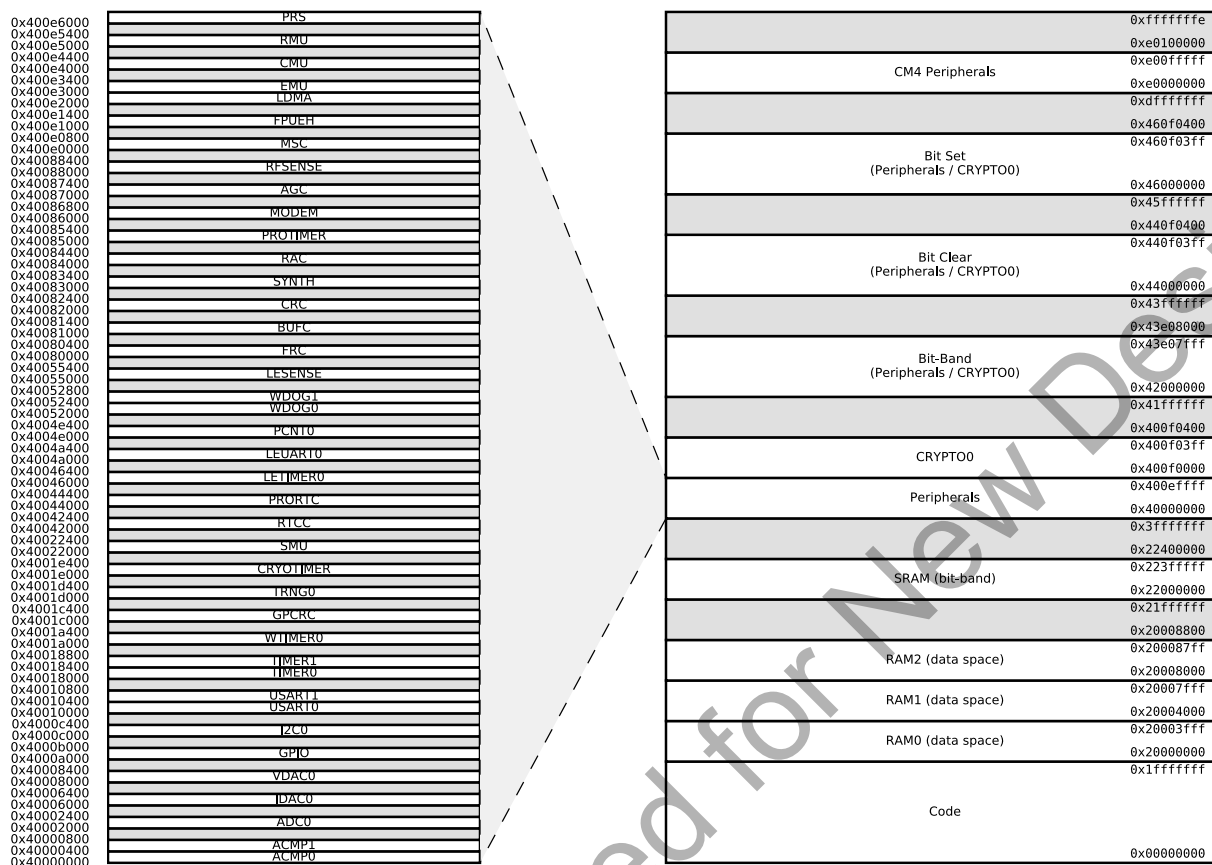 0x400e6000
0x400e5400
0x400e5000
0x400e4400
0x400e4000
0x400e3400
0x400e3000
0x400e2000
0x400e1400
0x400e1000
0x400e0800
0x400e0000
0x40088400
0x40088000
0x40087400
0x40087000
0x40086800
0x40086000
0x40085400
0x40085000
0x40084400
0x40084000
0x40083400
0x40083000
0x40082400
0x40082000
0x40081400
0x40081000
0x40080400
0x40080000
0x40055400
0x40055000
0x40052800
0x40052400
0x40052000
0x4004e400
0x4004e000
0x4004a400
0x4004a000
0x40046400
0x40046000
0x40044400
0x40044000
0x40042400
0x40042000
0x40022400
0x40022000
0x4001e400
0x4001e000
0x4001d400
0x4001d000
0x4001c400
0x4001c000
0x4001a400
0x4001a000
0x40018800
0x40018400
0x40018000
0x40010800
0x40010400
0x40010000
0x4000c400
0x4000c000
0x4000b000
0x4000a000
0x40008400
0x40008000
0x40006400
0x40006000
0x40002400
0x40002000
0x40000800
0x40000400
0x40000000
PRS
RMU
CMU
EMU
LDMA
FPUEH
MSC
RFSENSE
AGC
MODEM
PROTIMER
RAC
SYNTH
CRC
BUFC
FRC
LESENSE
WDOG1
WDOG0
PCNT0
LEUART0
LETIMER0
PRORTC
RTCC
SMU
CRYOTIMER
TRNG0
GPCRC
WTIMER0
TIMER1
TIMER0
USART1
USART0
I2C0
GPIO
VDAC0
IDAC0
ADC0
ACMP1
ACMP0
0xfffffffe
0xe0100000
0xe00fffff
CM4 Peripherals
0xe0000000
0xdfffffff
0x460f0400
0x460f03ff
Bit Set
(Peripherals / CRYPTO0)
0x46000000
0x45ffffff
0x440f0400
0x440f03ff
Bit Clear
(Peripherals / CRYPTO0)
0x44000000
0x43ffffff
0x43e08000
0x43e07fff
Bit-Band
(Peripherals / CRYPTO0)
0x42000000
0x41ffffff
0x400f0400
0x400f03ff
CRYPTO0
0x400f0000
0x400effff
Peripherals
0x40000000
0x3fffffff
0x22400000
0x223fffff
SRAM (bit-band)
0x22000000
0x21ffffff
0x20008800
0x200087ff
RAM2 (data space)
0x20008000
0x20007fff
RAM1 (data space)
0x20004000
0x20003fff
RAM0 (data space)
0x20000000
0x1fffffff
Code
0x00000000
ed for New Des